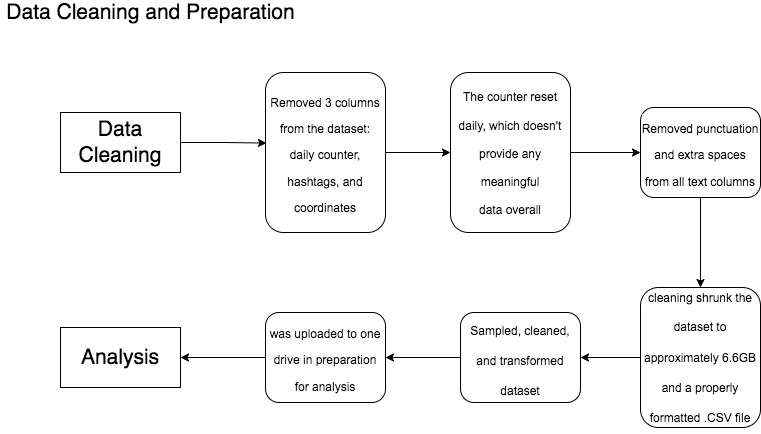 Data Cleaning and Preparation
Data
Cleaning
Removed 3 columns
from the dataset:
daily counter,
hashtags, and
coordinates
The counter reset
daily, which doesn't
provide any
meaningful
data overall
Removed punctuation
and extra spaces
from all text columns
cleaning shrunk the
dataset to
approximately 6.6GB
and a properly
formatted .CSV file
Sampled, cleaned,
and transformed
dataset
was uploaded to one
drive in preparation
for analysis
Analysis